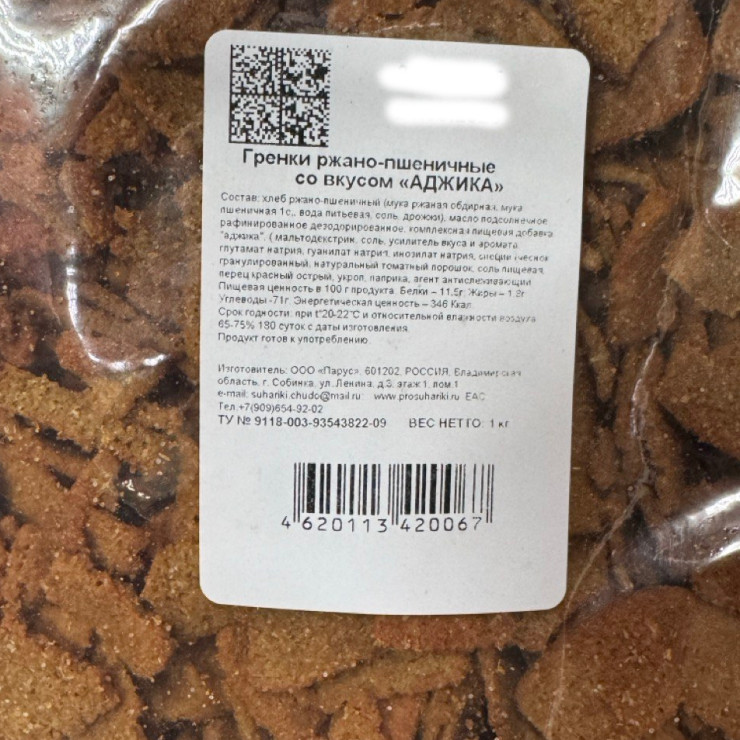 Гренки ржано-пшеничные
со вкусом «АДЖИКА»
Состав: хлеб ржано-пшеничный (мука ржаная обдирная, мука
пшеничная 1с., вода питьевая, соль, дрожжи), масло подсолнечное
рафинированное дезодорированное, комплексная пищевая добавка
"аджика", ( мальтодекстрин, соль, усилитель вкуса и аромата
глутамат натрия, гуанилат натрия, инозилат натрия, специи чеснок
гранулированный, натуральный томатный порошок, соль пищевая,
перец красный острый, укроп, паприка, агент антислеживающий
Пищевая ценность в 100 г продукта: Белки – 11,5г; Жиры – 1.8г
Углеводы -71г. Энергетическая ценность – 346 Ккал.
Срок годности: при t°20-22°С и относительной влажности воздуха
65-75% 180 суток с даты изготовления.
Продукт готов к употреблению.
Изготовитель: ООО «Парус», 601202, РОССИЯ, Владимирская
область, г. Собинка, ул.Ленина, д.3, этаж 1, пом.1
e-mail: suhariki.chudo@mail.ru www.prosuhariki.ru EAC
Тел.+7(909)654-92-02
ТУ № 9118-003-93543822-09 ВЕС НЕТТО: 1 кг
4 620113 420067